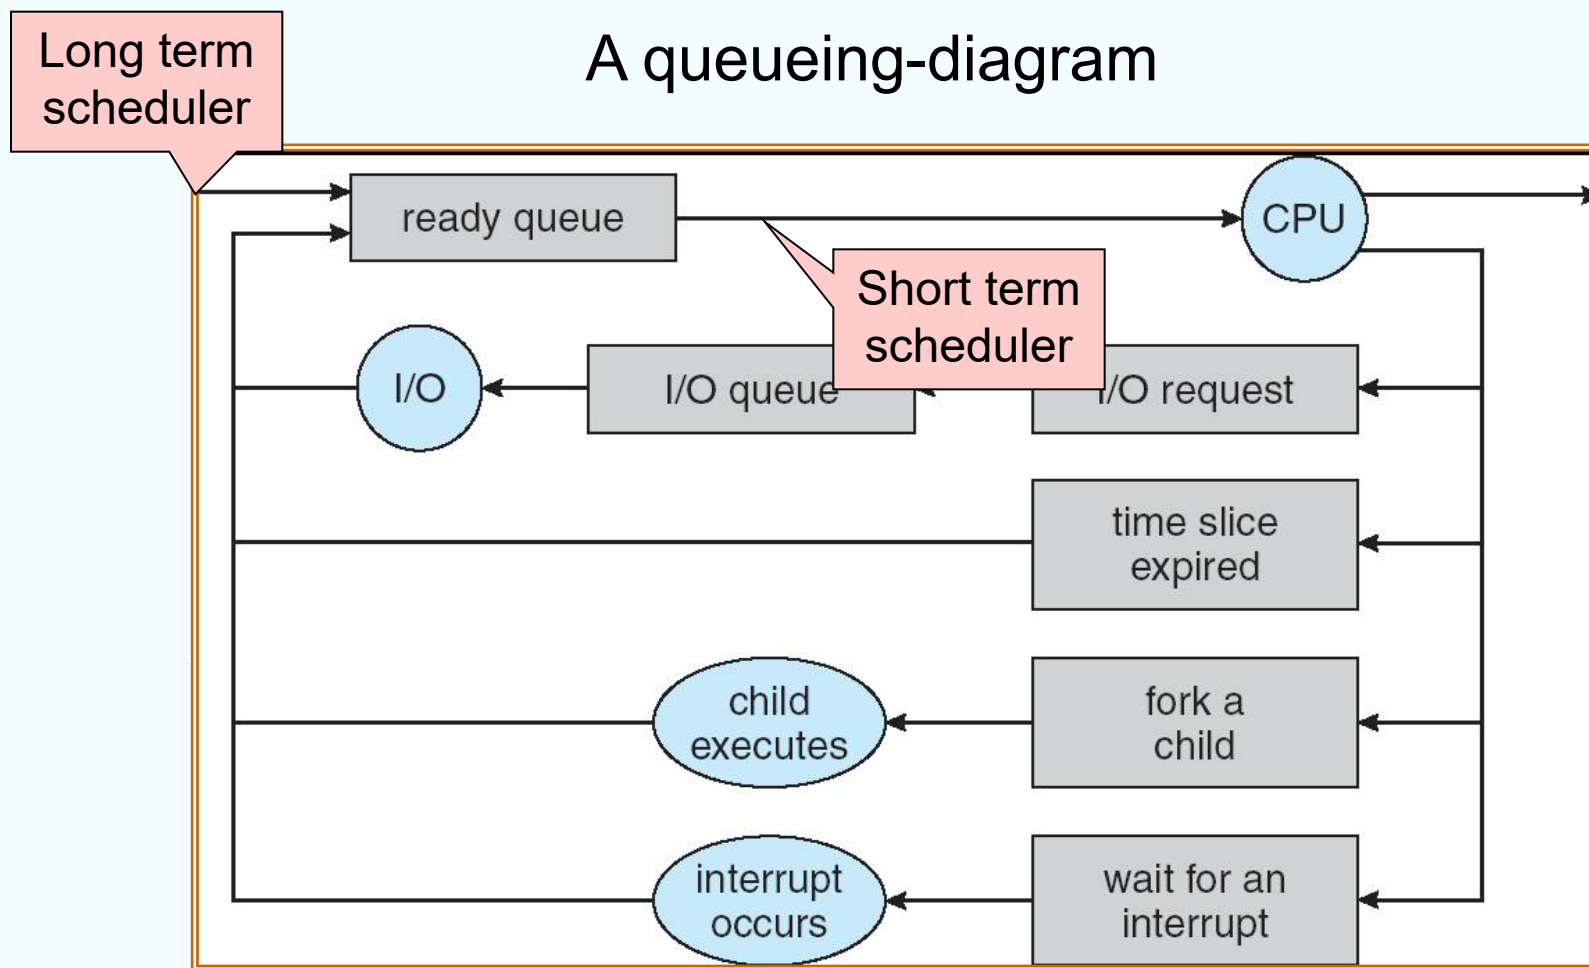 Long term
scheduler
A queueing-diagram
ready queue
CPU
Short term
scheduler
I/O
I/O queue
I/O request
time slice
expired
child
executes
fork a
child
interrupt
occurs
wait for an
interrupt